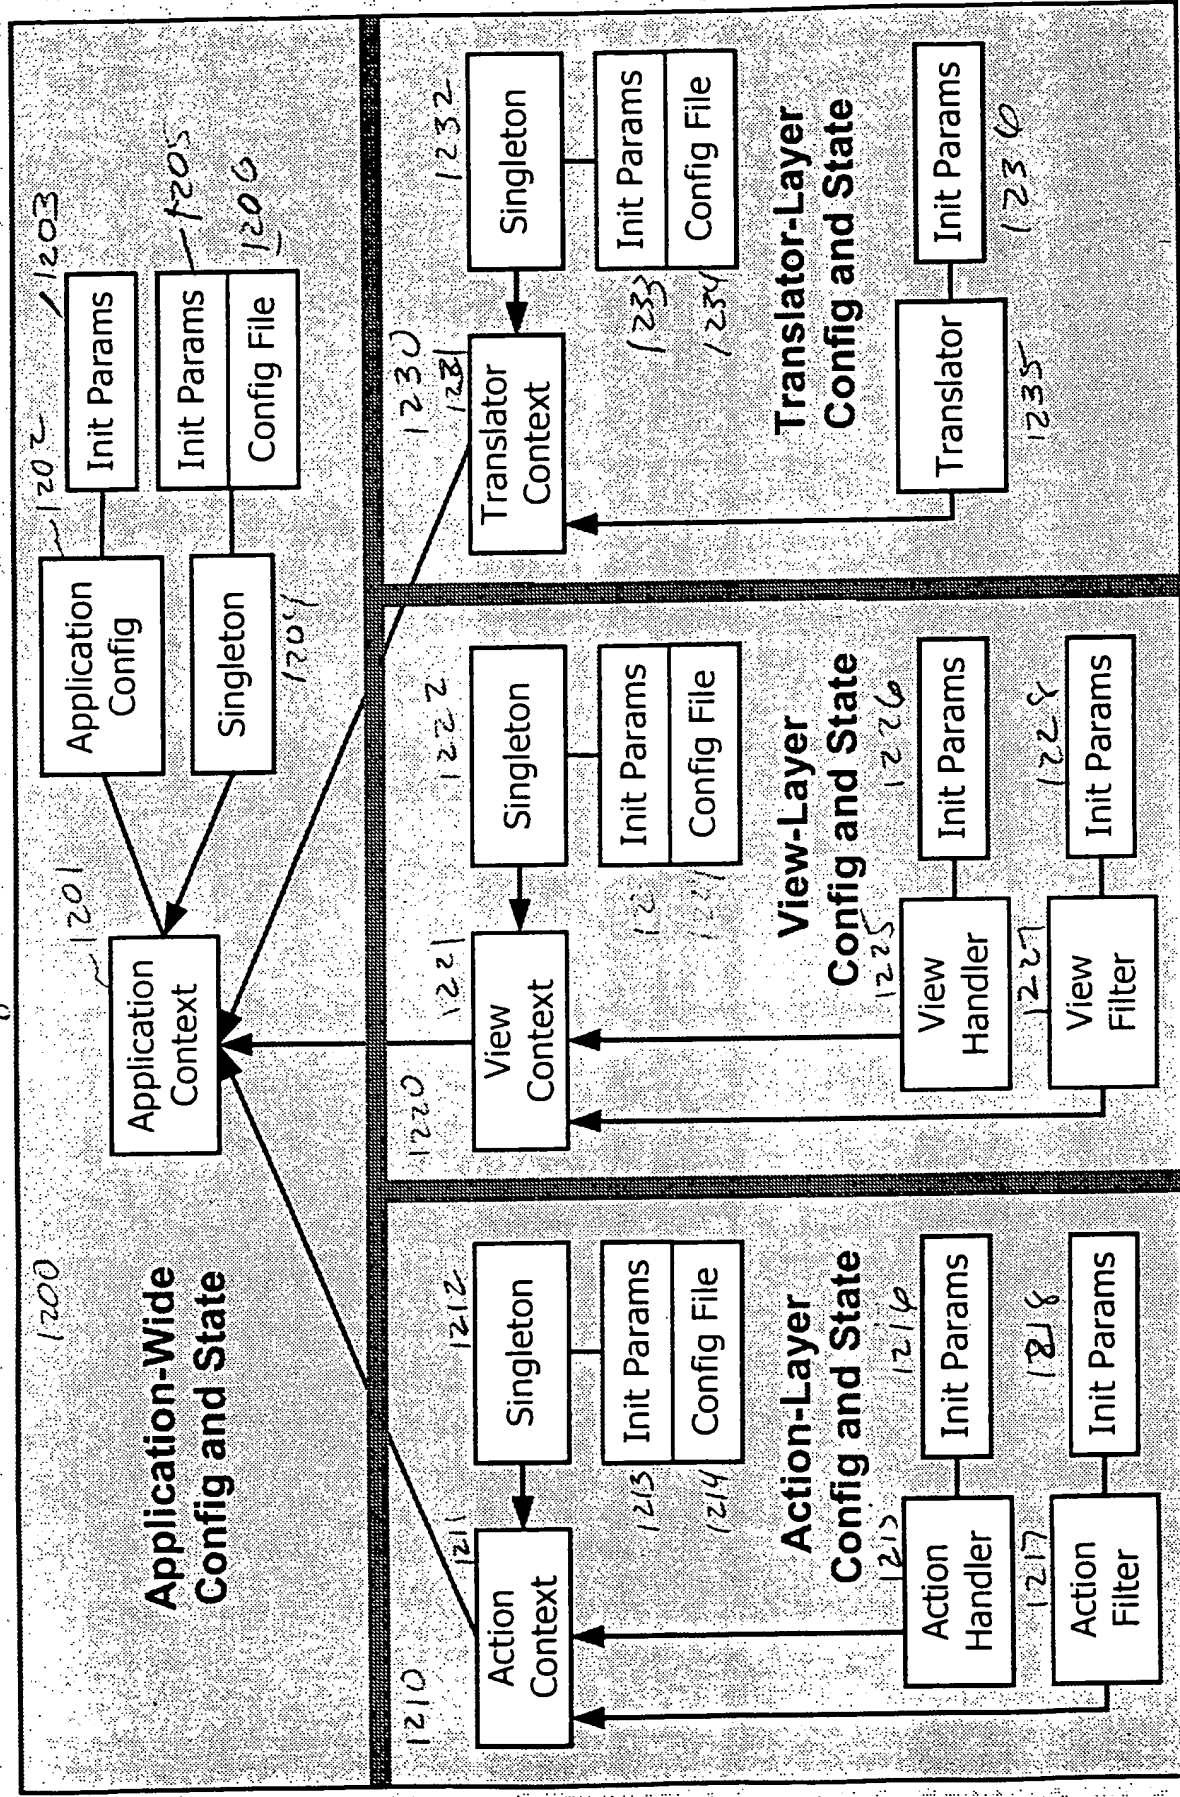 1200
Application-Wide
Config and State
1201
Application
Context
1202
Application
Config
1203
Init Params
Singleton
1204
Init Params
1205
Config File
1206
1210
1211
Action
Context
1212
Singleton
1213
Init Params
1214
Config File
Action-Layer
Config and State
Action
Handler
1216
Init Params
1217
Action
Filter
Init Params
1220
1221
View
Context
1222
Singleton
Init Params
Config File
View-Layer
Config and State
1225
View
Handler
1226
Init Params
1227
View
Filter
1228
Init Params
1230
1231
Translator
Context
1232
Singleton
1233
Init Params
1234
Config File
Translator-Layer
Config and State
Translator
1235
Init Params
1236